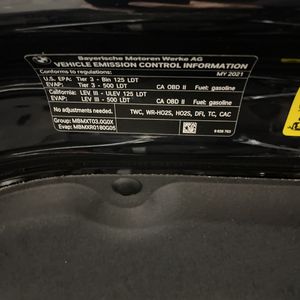 Bayerische Motoren Werke AG
VEHICLE EMISSION CONTROL INFORMATION
Conforms to regulations: MY 2021
U.S. EPA: Tier 3 - Bin 125 LDT
EVAP: Tier 3 - 500 LDT CA OBD II Fuel: gasoline
California: LEV III - ULEV 125 LDT
EVAP: LEV III - 500 LDT CA OBD II Fuel: gasoline
No adjustments needed. TWC, WR-HO2S, HO2S, DFI, TC, CAC
Group: MBMXT03.0G0X
Evap: MBMXR0180G05